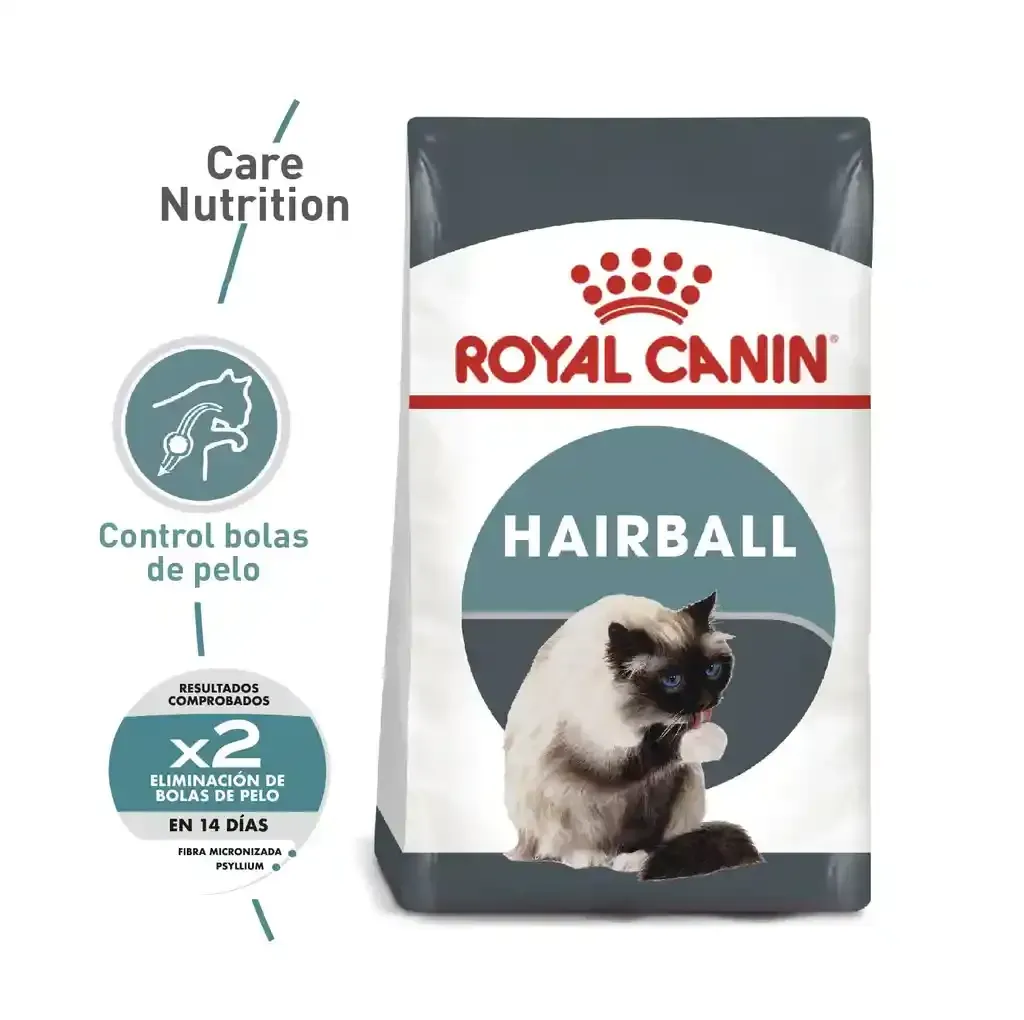 Care
Nutrition
Control bolas
de pelo
RESULTADOS
COMPROBADOS
x2
ELIMINACIÓN DE
BOLAS DE PELO
EN 14 DÍAS
FIBRA MICRONIZADA
PSYLLIUM
ROYAL CANIN®
HAIRBALL